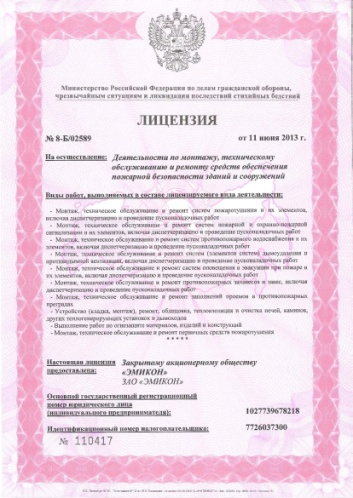 Министерство Российской Федерации по делам гражданской обороны,
чрезвычайным ситуациям и ликвидации последствий стихийных бедствий
ЛИЦЕНЗИЯ
№ 8-Б/02589 от 11 июня 2013 г.
На осуществление: Деятельности по монтажу, техническому
обслуживанию и ремонту средств обеспечения
пожарной безопасности зданий и сооружений
Виды работ, выполняемых в составе лицензируемого вида деятельности:
- Монтаж, техническое обслуживание и ремонт систем пожаротушения и их элементов,
включая диспетчеризацию и проведение пусконаладочных работ
- Монтаж, техническое обслуживание и ремонт систем пожарной и охранно-пожарной
сигнализации и их элементов, включая диспетчеризацию и проведение пусконаладочных работ
- Монтаж, техническое обслуживание и ремонт систем противопожарного водоснабжения и их
элементов, включая диспетчеризацию и проведение пусконаладочных работ
- Монтаж, техническое обслуживание и ремонт систем (элементов систем) дымоудаления и
противодымной вентиляции, включая диспетчеризацию и проведение пусконаладочных работ
- Монтаж, техническое обслуживание и ремонт систем оповещения и эвакуации при пожаре и
их элементов, включая диспетчеризацию и проведение пусконаладочных работ
- Монтаж, техническое обслуживание и ремонт противопожарных занавесов и завес, включая
диспетчеризацию и проведение пусконаладочных работ
- Монтаж, техническое обслуживание и ремонт заполнений проемов в противопожарных
преградах
- Устройство (кладка, монтаж), ремонт, облицовка, теплоизоляция и очистка печей, каминов,
других теплогенерирующих установок и дымоходов
- Выполнение работ по огнезащите материалов, изделий и конструкций
- Монтаж, техническое обслуживание и ремонт первичных средств пожаротушения
* * * * *
Настоящая лицензия Закрытому акционерному обществу
предоставлена: «ЭМИКОН»
ЗАО «ЭМИКОН»
Основной государственный регистрационный
номер юридического лица
(индивидуального предпринимателя): 1027739678218
Идентификационный номер налогоплательщика: 7726037300
№ 110417